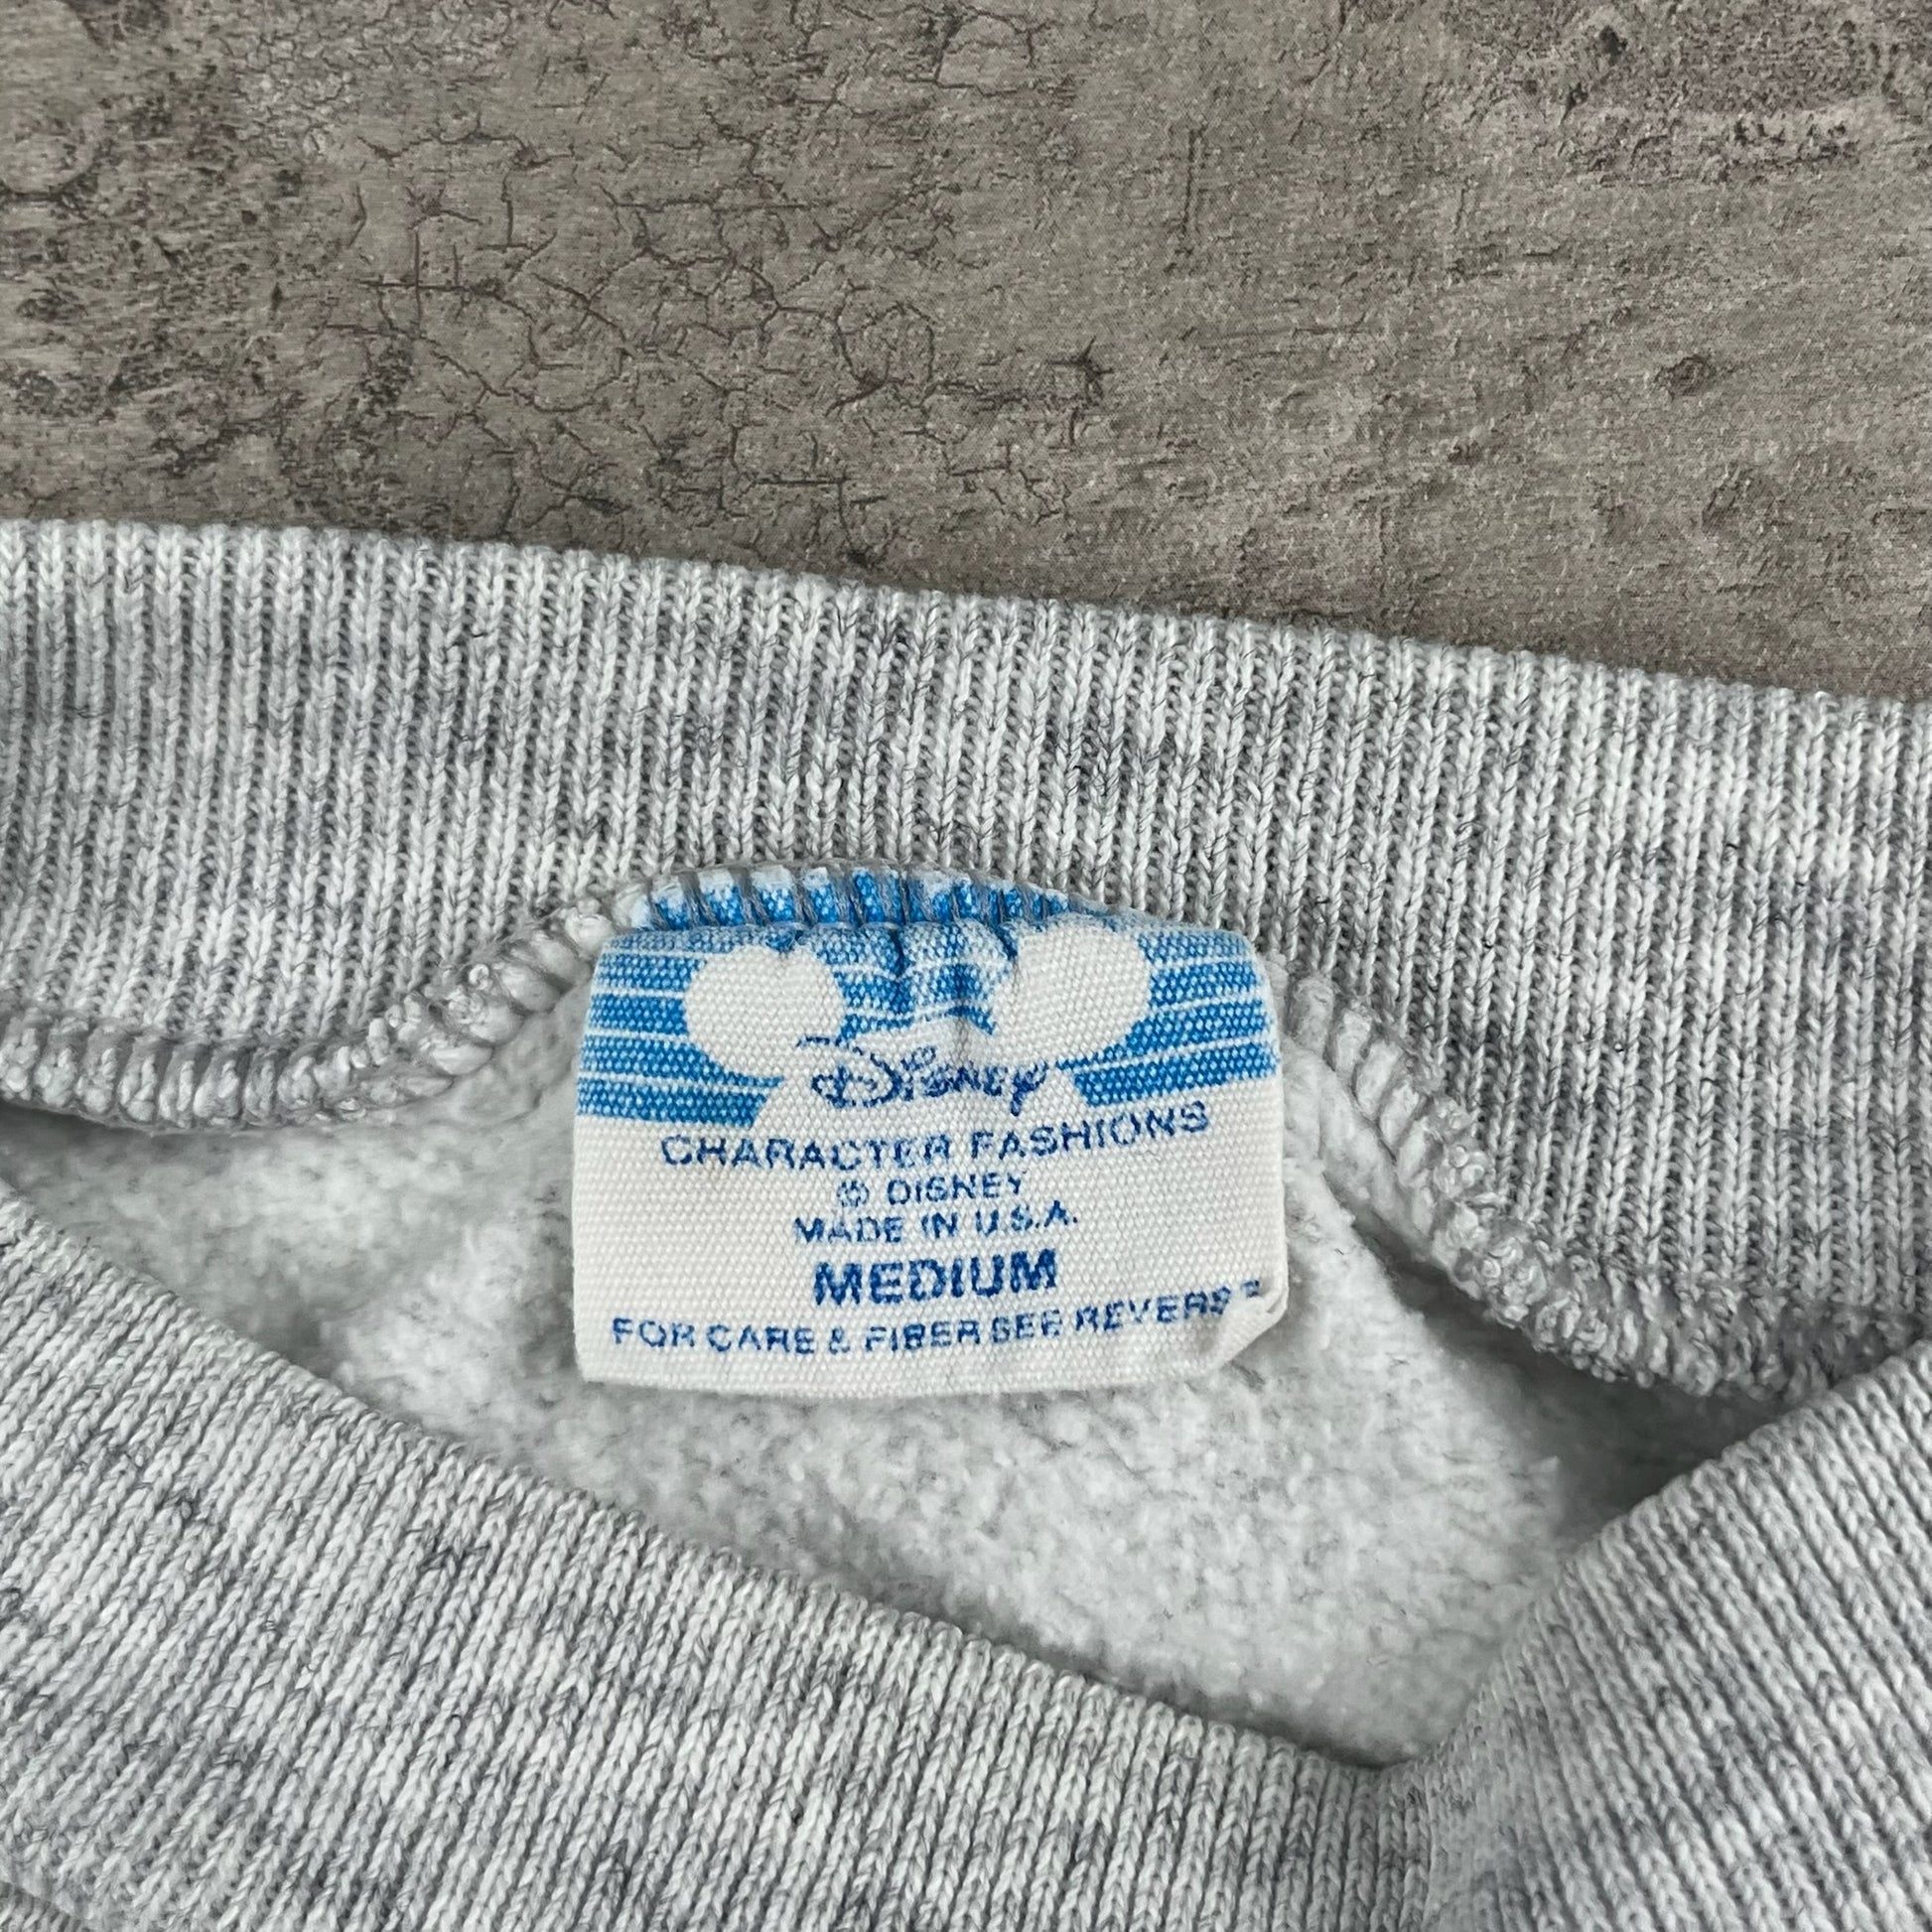 Disney
CHARACTER FASHIONS
© DISNEY
MADE IN U.S.A.
MEDIUM
FOR CARE & FIBER SEE REVERSE